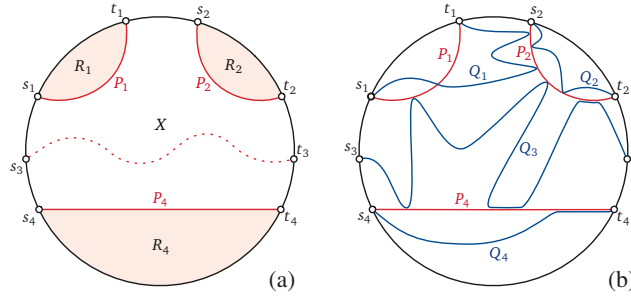 t₁
s₂
R₁
R₂
P₁
P₂
s₁
t₂
X
s₃
t₃
P₄
s₄
t₄
R₄
(a)
t₁
s₂
P₁
P₂
Q₁
Q₂
s₁
t₂
s₃
Q₃
P₄
s₄
t₄
Q₄
(b)